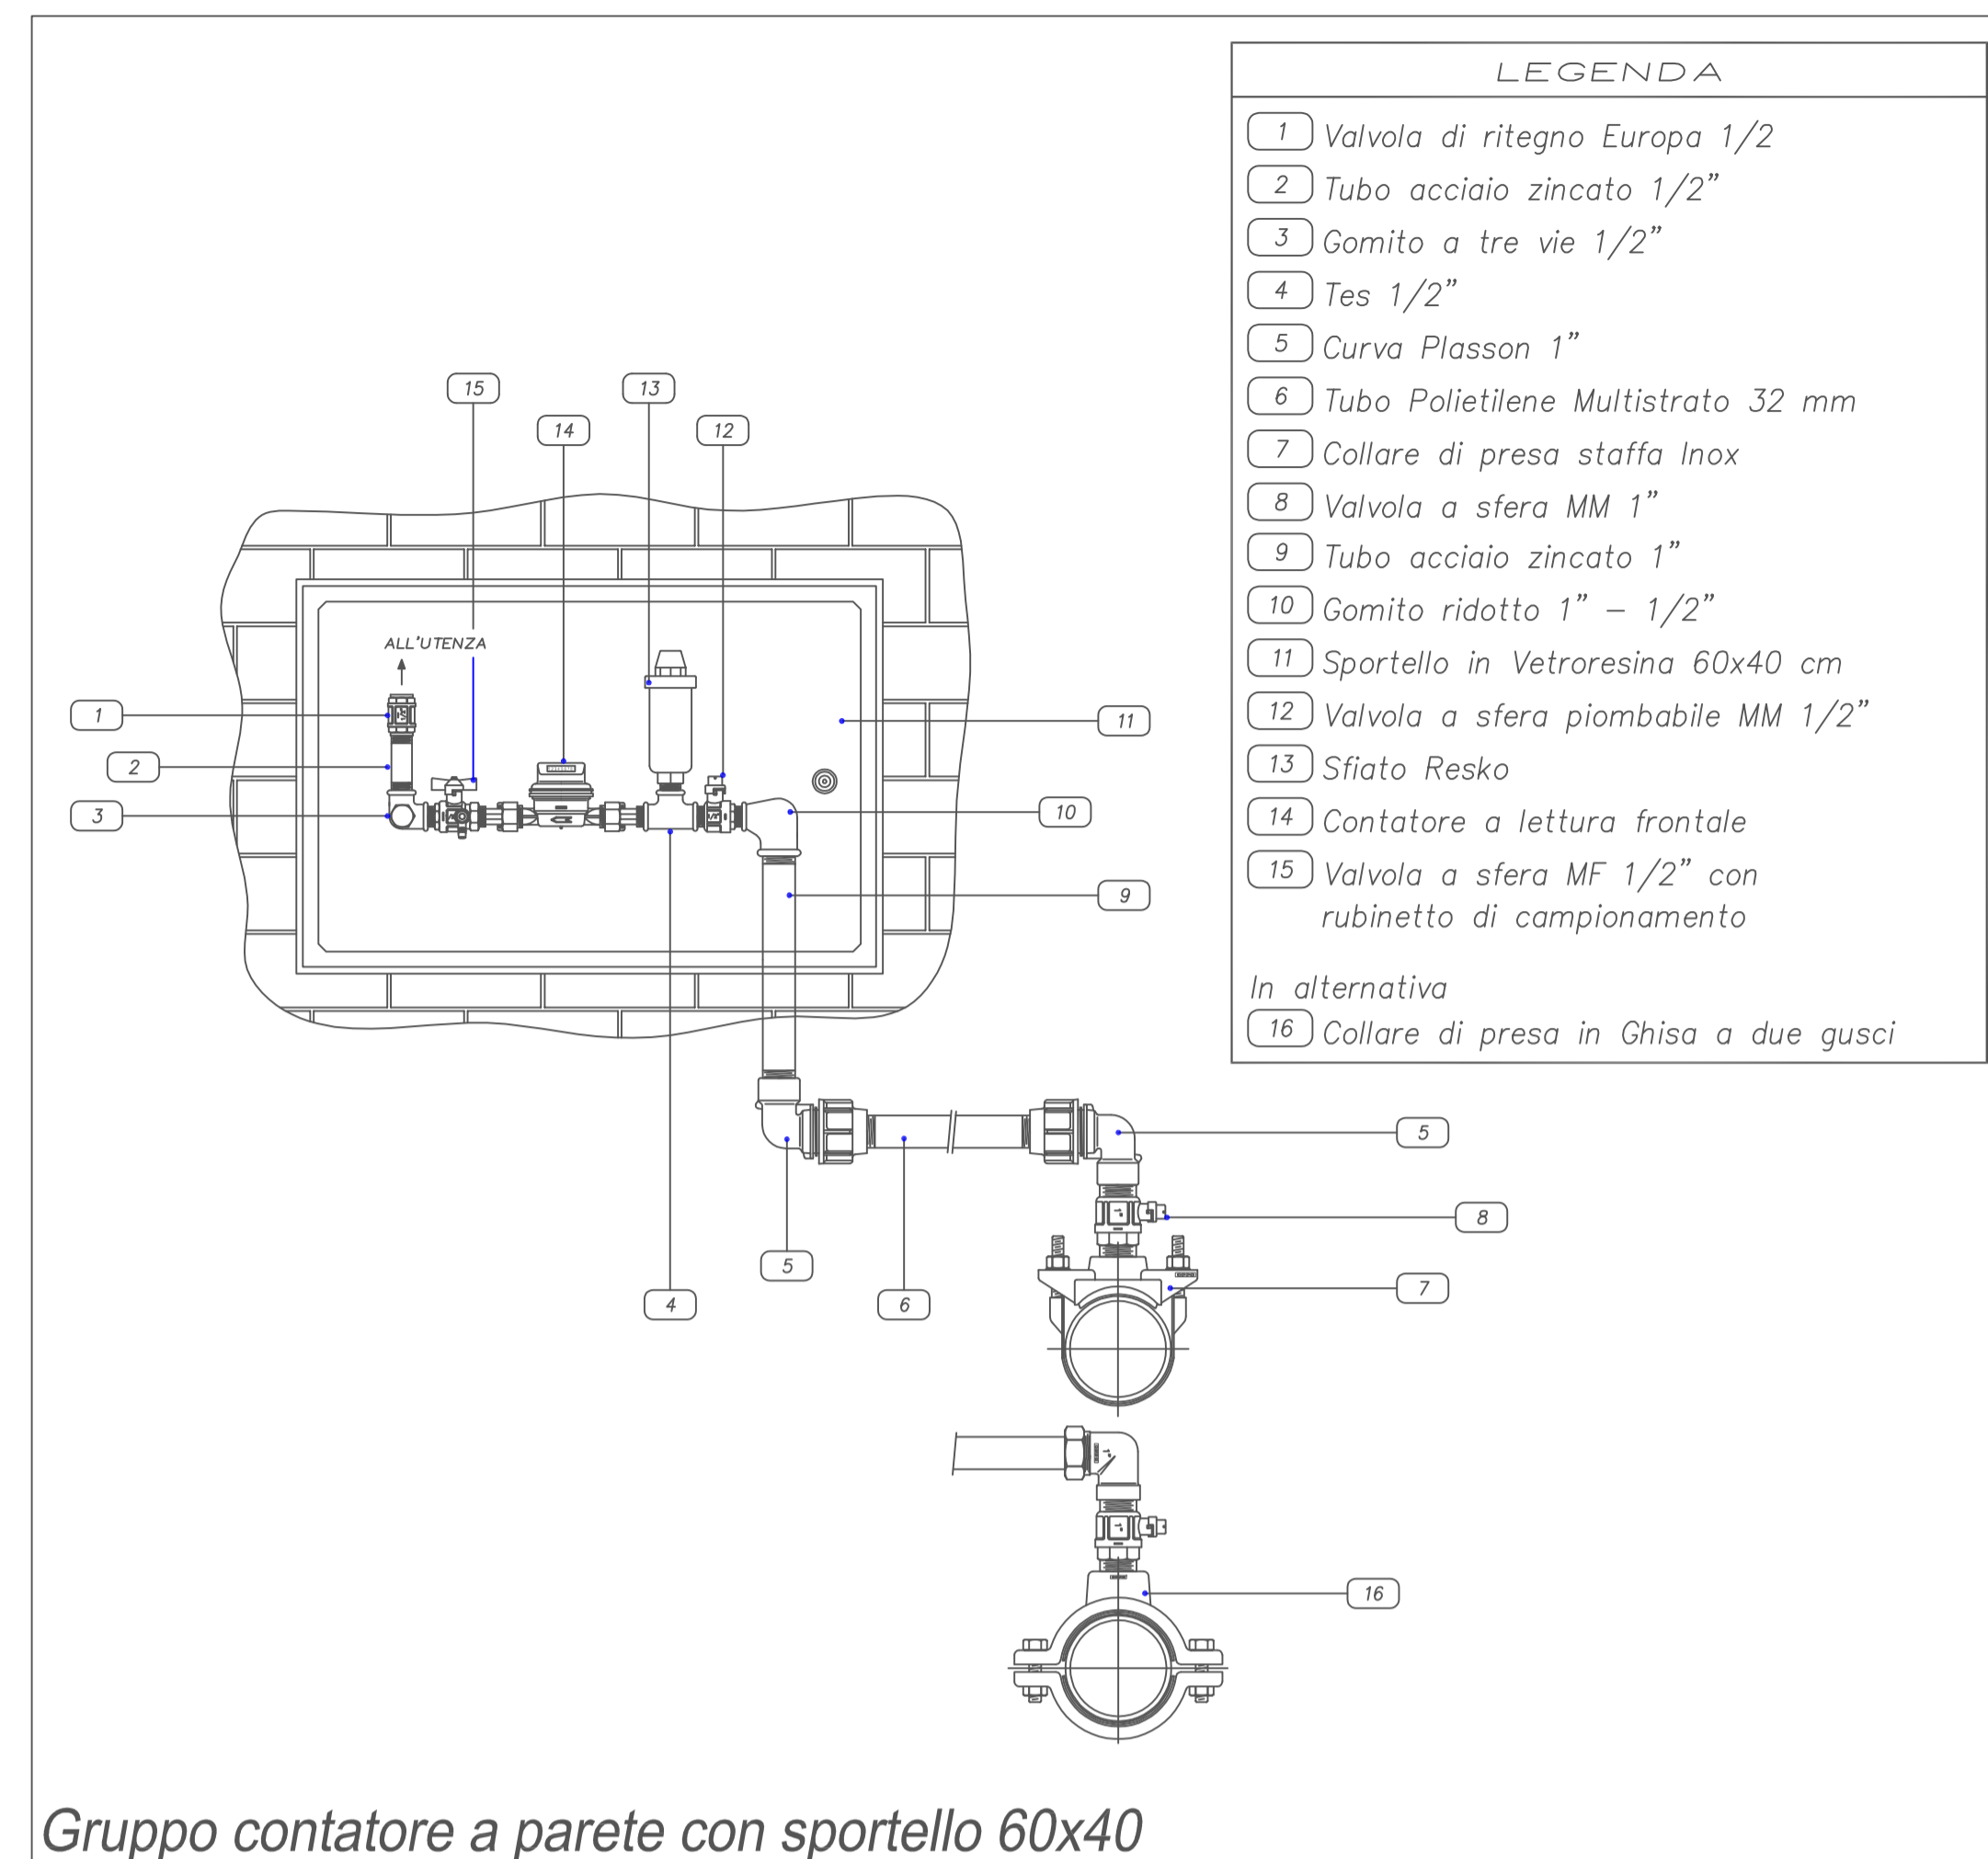 LEGENDA
1 Valvola di ritegno Europa 1/2
2 Tubo acciaio zincato 1/2”
3 Gomito a tre vie 1/2”
4 Tes 1/2”
5 Curva Plasson 1”
6 Tubo Polietilene Multistrato 32 mm
7 Collare di presa staffa Inox
8 Valvola a sfera MM 1”
9 Tubo acciaio zincato 1”
10 Gomito ridotto 1” – 1/2”
11 Sportello in Vetroresina 60x40 cm
12 Valvola a sfera piombabile MM 1/2”
13 Sfiato Resko
14 Contatore a lettura frontale
15 Valvola a sfera MF 1/2” con
rubinetto di campionamento
In alternativa
16 Collare di presa in Ghisa a due gusci
15
13
14
12
ALL'UTENZA
1
11
2
10
3
9
5
8
5
7
4
6
1"
1"
1"
16
Gruppo contatore a parete con sportello 60x40